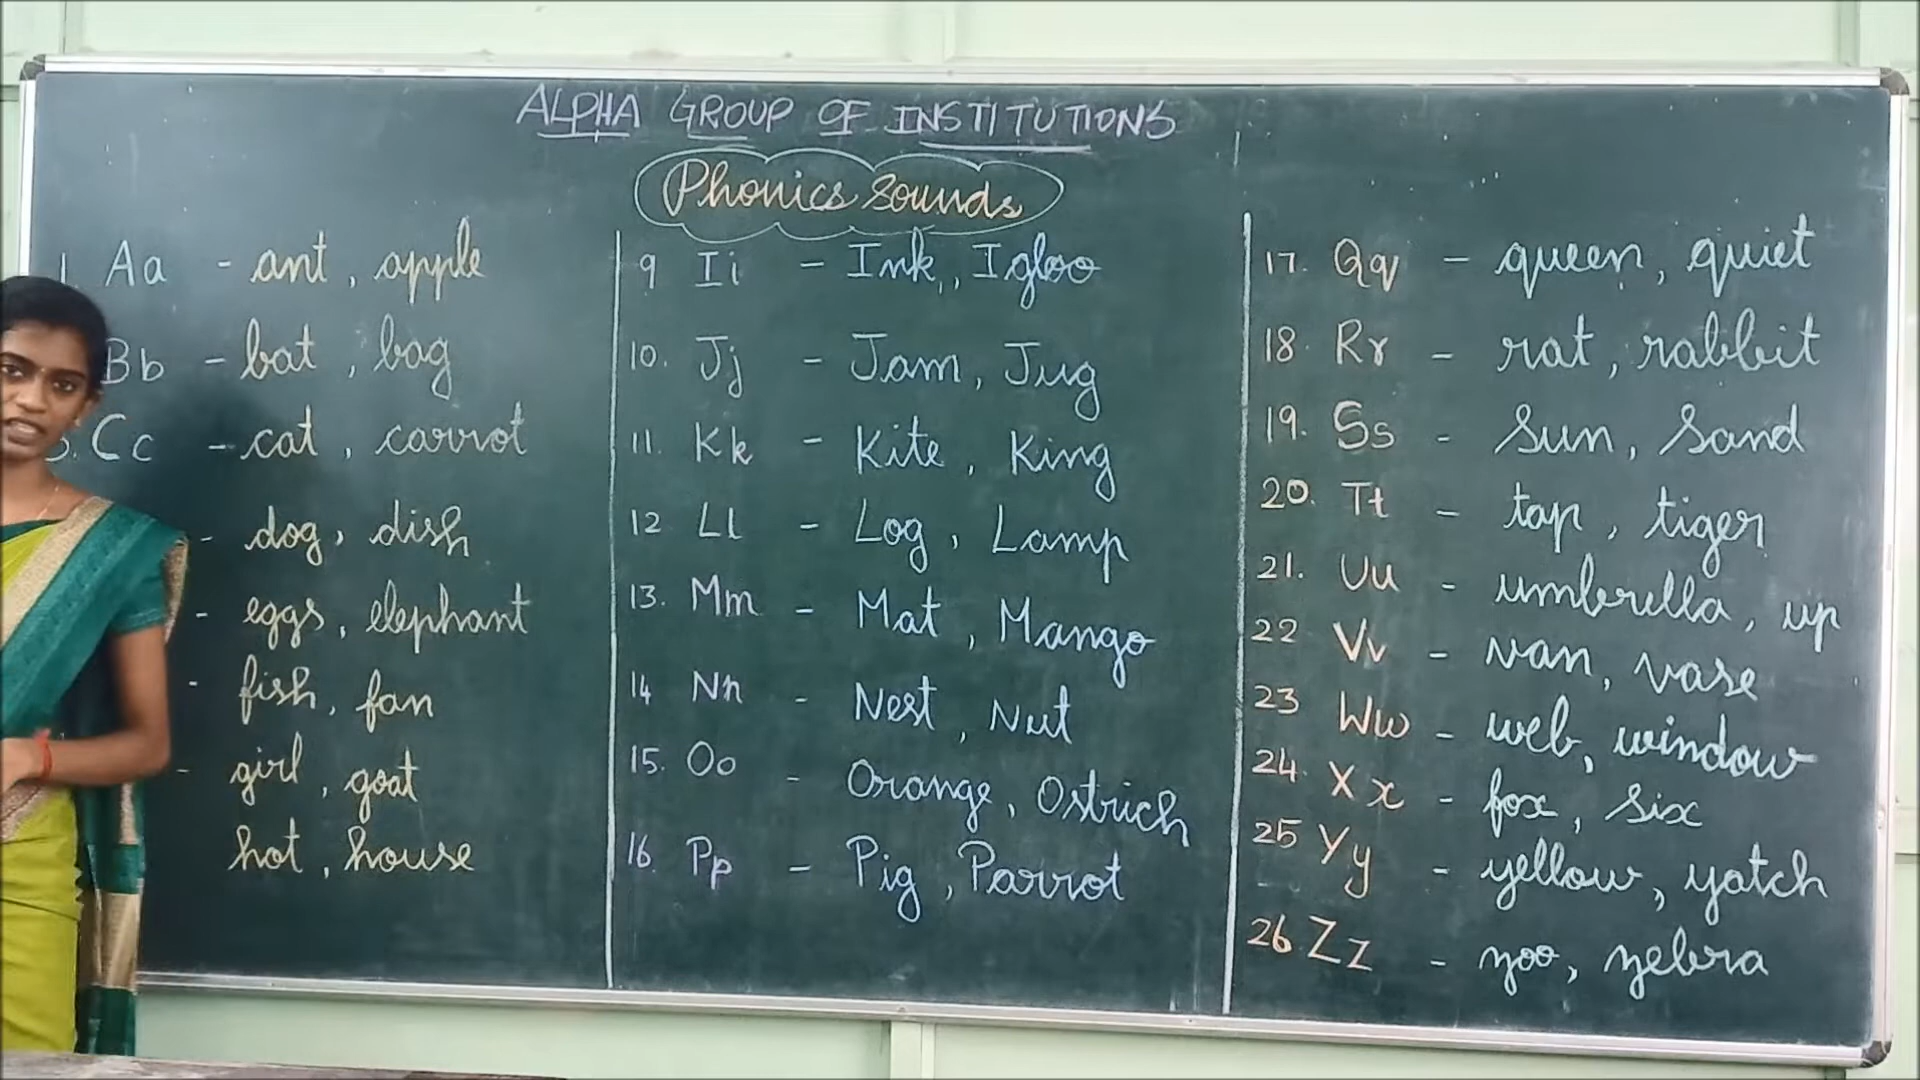 ALPHA GROUP OF INSTITUTIONS
Phonics Sounds
1. Aa - ant, apple
Bb - bat, bag
3. Cc - cat, carrot
- dog, dish
- eggs, elephant
- fish, fan
- girl, goat
hot, house
9 Ii - Ink, Igloo
10. Jj - Jam, Jug
11. Kk - Kite, King
12 Ll - Log, Lamp
13. Mm - Mat, Mango
14 Nn - Nest, Nut
15. Oo - Orange, Ostrich
16. Pp - Pig, Parrot
17. Qq - queen, quiet
18. Rr - rat, rabbit
19. Ss - Sun, Sand
20. Tt - tap, tiger
21. Uu - umbrella, up
22 Vv - van, vase
23 Ww - web, window
24. Xx - fox, six
25 Yy - yellow, yatch
26 Zz - zoo, zebra